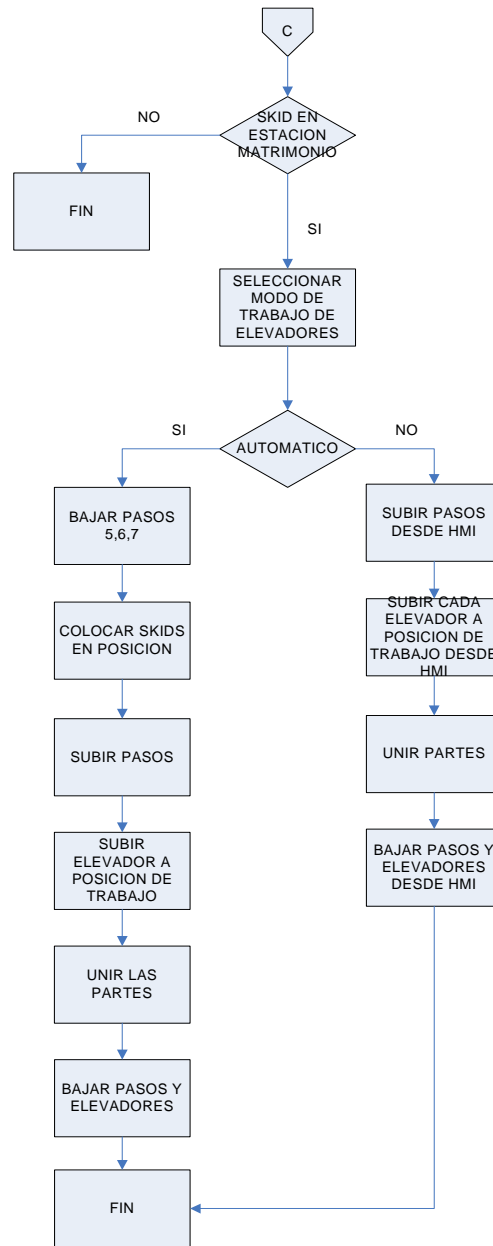 C
SKID EN
ESTACION
MATRIMONIO
NO
FIN
SI
SELECCIONAR
MODO DE
TRABAJO DE
ELEVADORES
AUTOMATICO
SI
NO
BAJAR PASOS
5,6,7
COLOCAR SKIDS
EN POSICION
SUBIR PASOS
SUBIR
ELEVADOR A
POSICION DE
TRABAJO
UNIR LAS
PARTES
BAJAR PASOS Y
ELEVADORES
SUBIR PASOS
DESDE HMI
SUBIR CADA
ELEVADOR A
POSICION DE
TRABAJO DESDE
HMI
UNIR PARTES
BAJAR PASOS Y
ELEVADORES
DESDE HMI
FIN